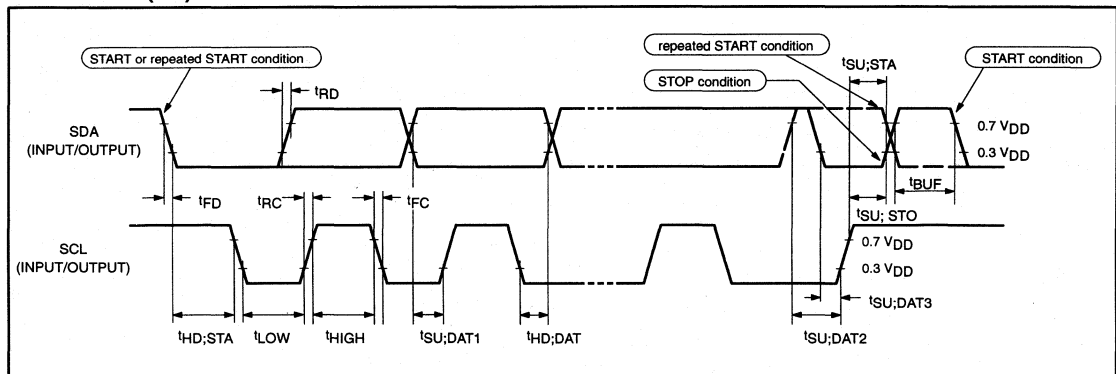 repeated START condition
tSU;STA
START condition
START or repeated START condition
STOP condition
tRD
SDA
(INPUT/OUTPUT)
0.7 VDD
0.3 VDD
tBUF
tFD
tRC
tFC
tSU; STO
SCL
(INPUT/OUTPUT)
0.7 VDD
0.3 VDD
tSU;DAT3
tHD;STA
tLOW
tHIGH
tSU;DAT1
tHD;DAT
tSU;DAT2